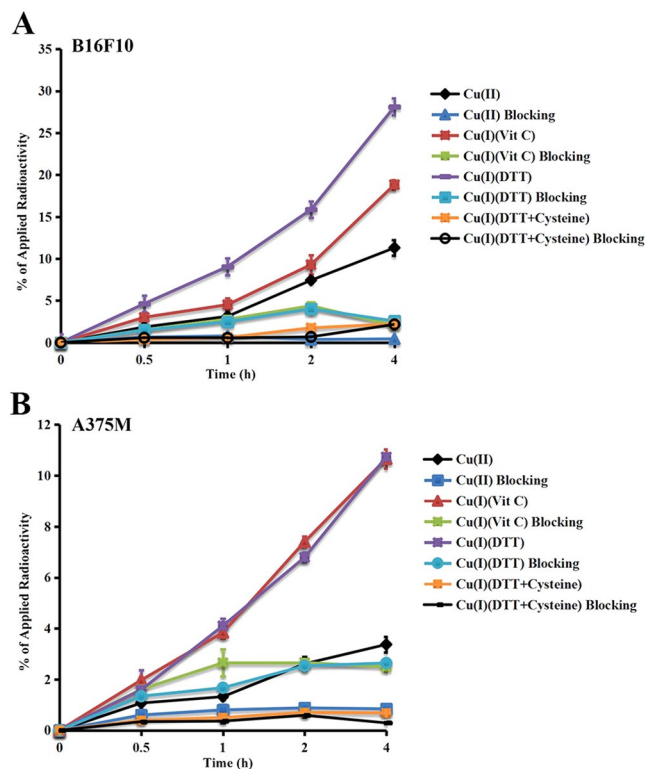 A
B16F10
35
30
25
20
15
10
5
0
% of Applied Radioactivity
0 0.5 1 2 4
Time (h)
Cu(II)
Cu(II) Blocking
Cu(I)(Vit C)
Cu(I)(Vit C) Blocking
Cu(I)(DTT)
Cu(I)(DTT) Blocking
Cu(I)(DTT+Cysteine)
Cu(I)(DTT+Cysteine) Blocking
B
A375M
12
10
8
6
4
2
0
% of Applied Radioactivity
0 0.5 1 2 4
Time (h)
Cu(II)
Cu(II) Blocking
Cu(I)(Vit C)
Cu(I)(Vit C) Blocking
Cu(I)(DTT)
Cu(I)(DTT) Blocking
Cu(I)(DTT+Cysteine)
Cu(I)(DTT+Cysteine) Blocking